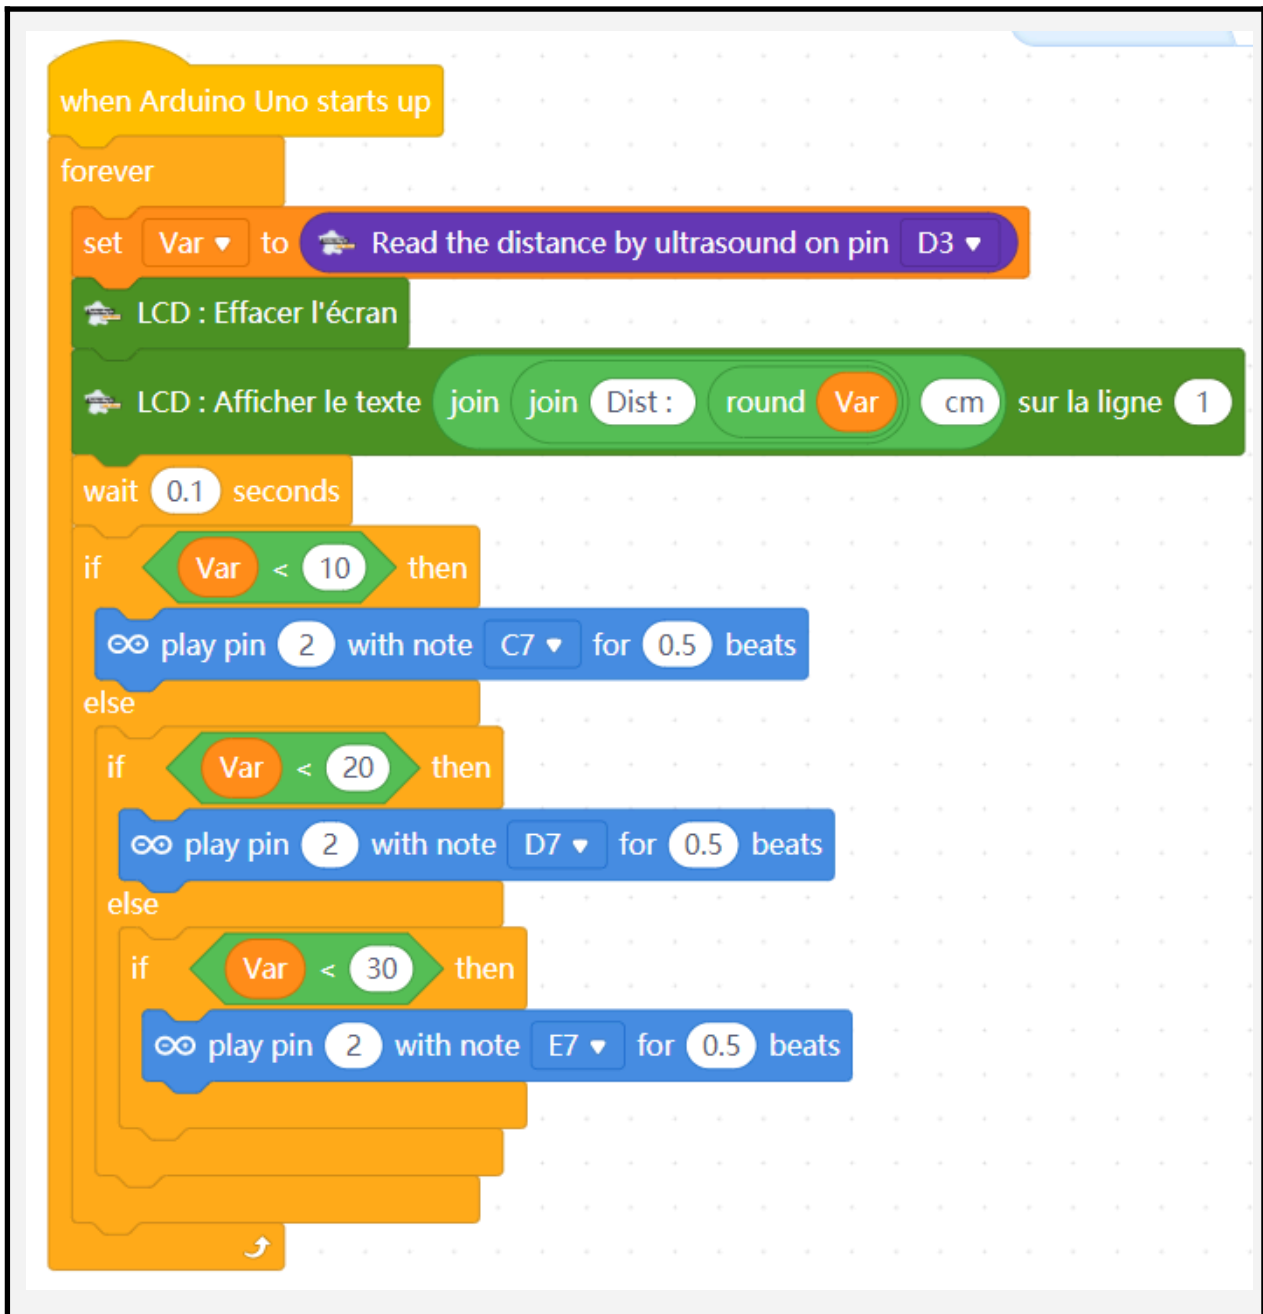 when Arduino Uno starts up
forever
set Var to Read the distance by ultrasound on pin D3
LCD : Effacer l'écran
LCD : Afficher le texte join join Dist : round Var cm sur la ligne 1
wait 0.1 seconds
if Var < 10 then
play pin 2 with note C7 for 0.5 beats
else
if Var < 20 then
play pin 2 with note D7 for 0.5 beats
else
if Var < 30 then
play pin 2 with note E7 for 0.5 beats